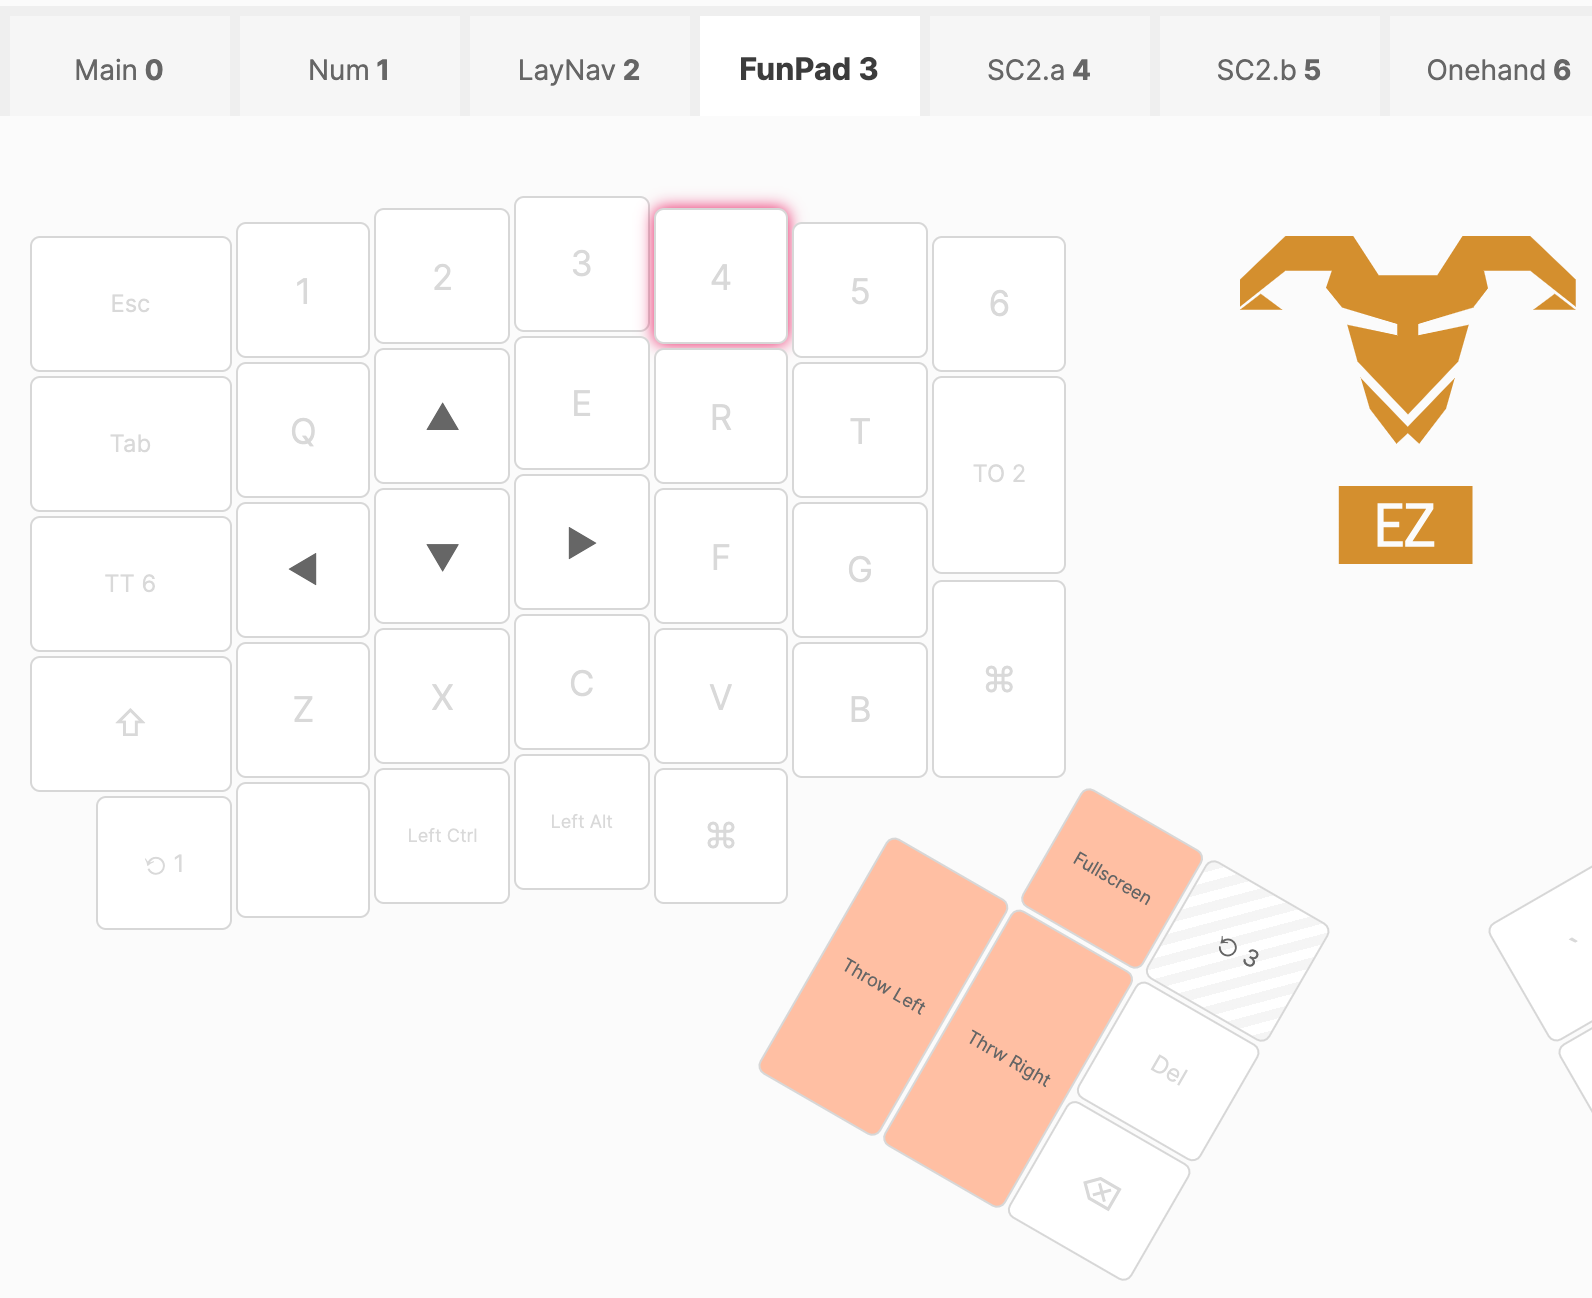 Main 0
Num 1
LayNav 2
FunPad 3
SC2.a 4
SC2.b 5
Onehand 6
Esc
1
2
3
4
5
6
Tab
Q
E
R
T
TO 2
TT 6
F
G
Z
X
C
V
B
1
Left Ctrl
Left Alt
EZ
Fullscreen
3
Throw Left
Thrw Right
Del